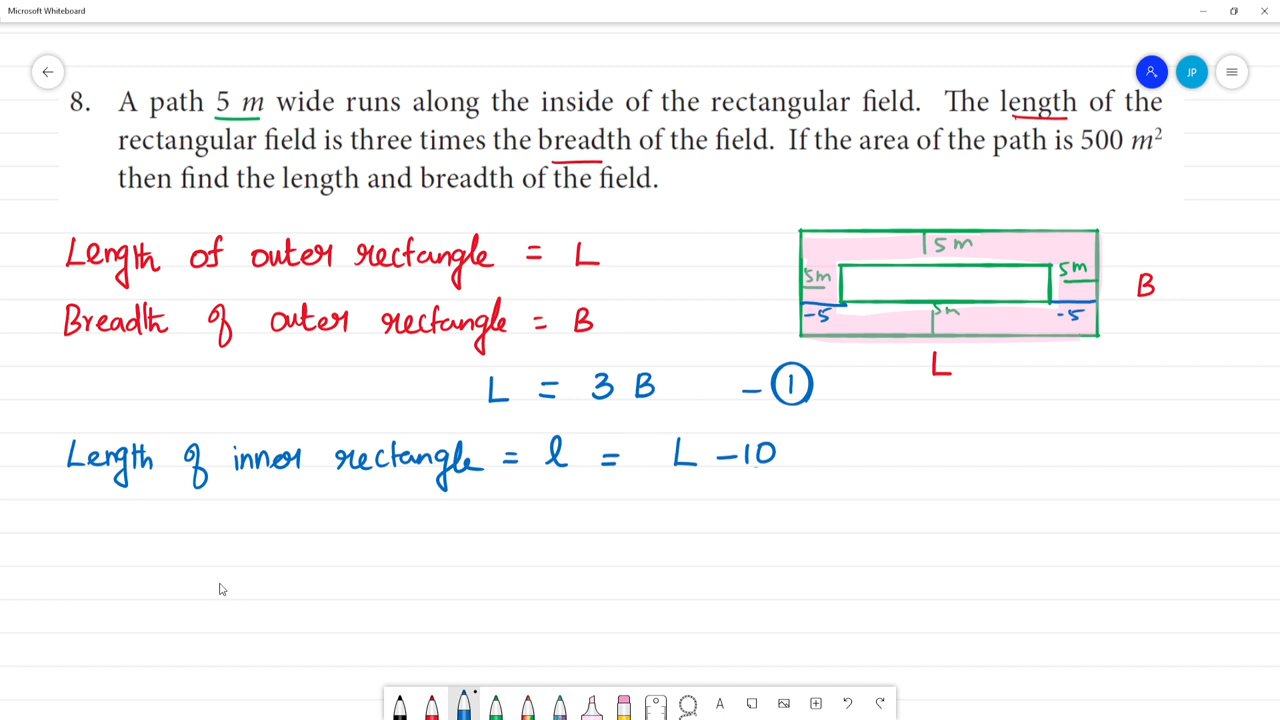 Microsoft Whiteboard
JP
8. A path 5 m wide runs along the inside of the rectangular field. The length of the
rectangular field is three times the breadth of the field. If the area of the path is 500 m²
then find the length and breadth of the field.
Length of outer rectangle = L
Breadth of outer rectangle = B
L = 3 B - ①
Length of inner rectangle = l = L - 10
5 m
5m
5m
B
-5
5m
-5
L
A